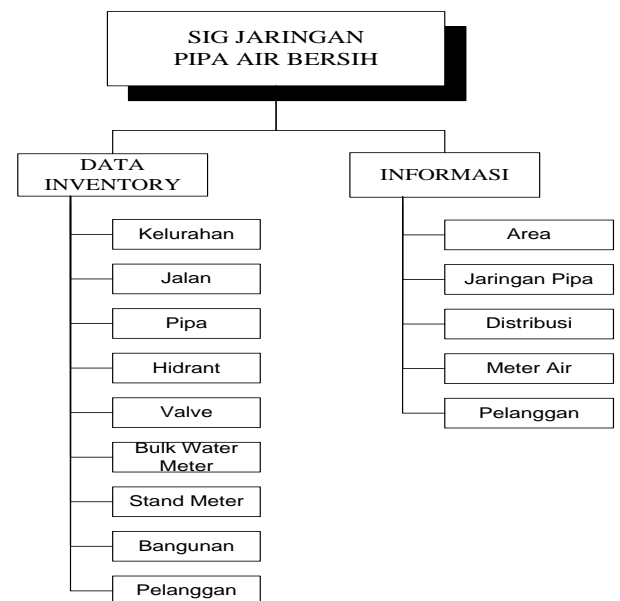 SIG JARINGAN
PIPA AIR BERSIH
DATA
INVENTORY
Kelurahan
Jalan
Pipa
Hidrant
Valve
Bulk Water
Meter
Stand Meter
Bangunan
Pelanggan
INFORMASI
Area
Jaringan Pipa
Distribusi
Meter Air
Pelanggan